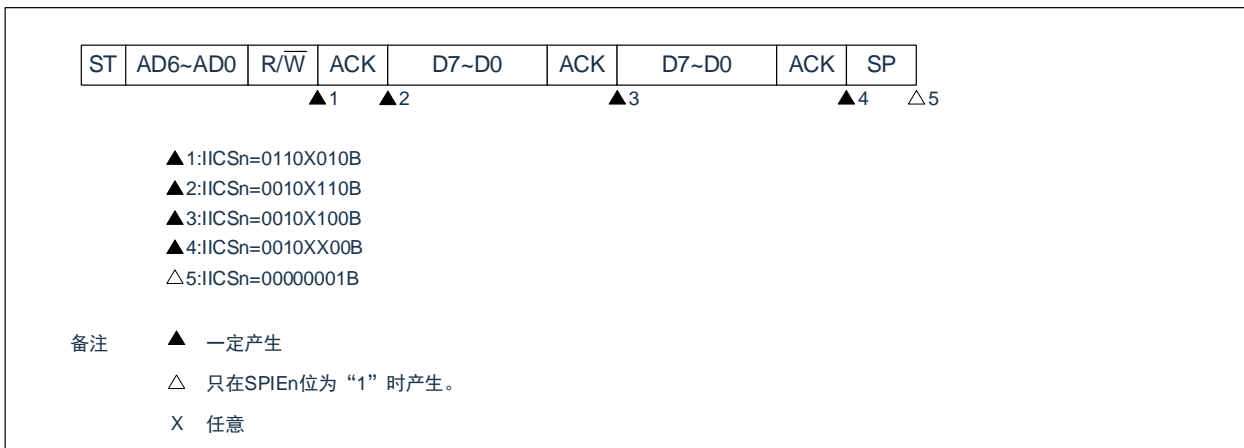 ST AD6~AD0 R/W̅ ACK D7~D0 ACK D7~D0 ACK SP
▲1 ▲2 ▲3 ▲4 △5
▲1:IICSn=0110X010B
▲2:IICSn=0010X110B
▲3:IICSn=0010X100B
▲4:IICSn=0010XX00B
△5:IICSn=00000001B
备注 ▲ 一定产生
△ 只在SPIEn位为“1”时产生。
X 任意